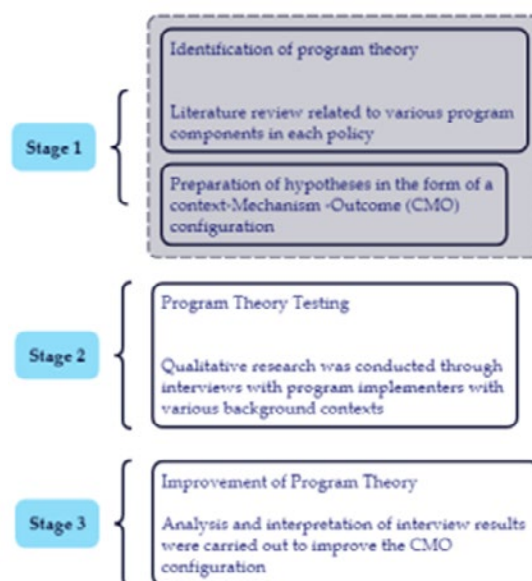 Stage 1
Identification of program theory
Literature review related to various program
components in each policy
Preparation of hypotheses in the form of a
context-Mechanism -Outcome (CMO)
configuration
Stage 2
Program Theory Testing
Qualitative research was conducted through
interviews with program implementers with
various background contexts
Stage 3
Improvement of Program Theory
Analysis and interpretation of interview results
were carried out to improve the CMO
configuration